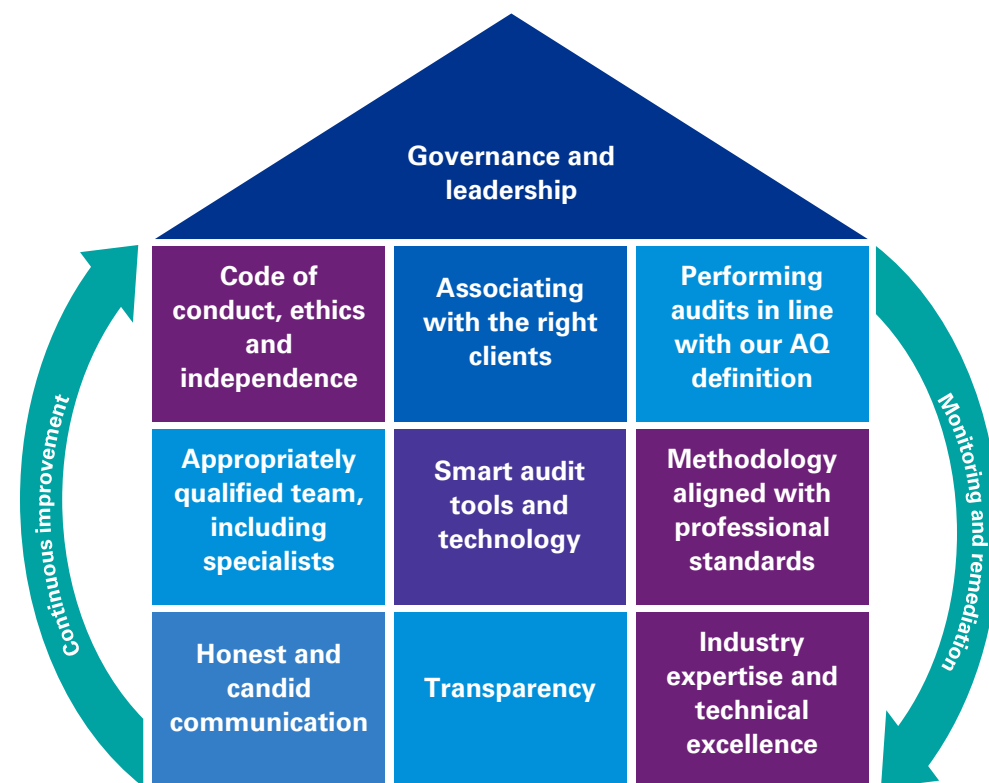 Governance and
leadership
Code of
conduct, ethics
and
independence
Associating
with the right
clients
Performing
audits in line
with our AQ
definition
Continuous improvement
Monitoring and remediation
Appropriately
qualified team,
including
specialists
Smart audit
tools and
technology
Methodology
aligned with
professional
standards
Honest and
candid
communication
Transparency
Industry
expertise and
technical
excellence